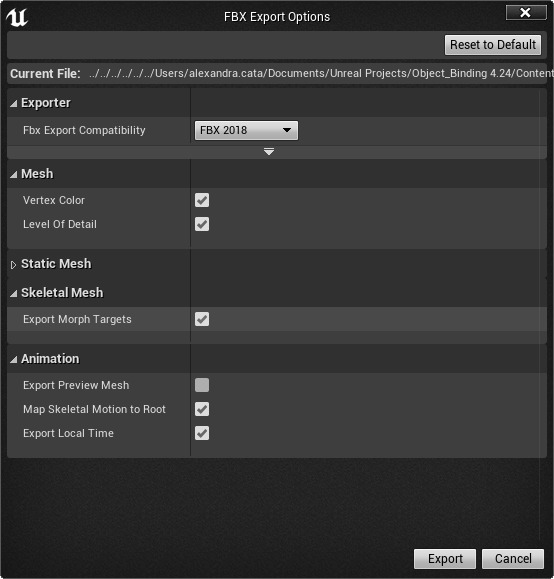 FBX Export Options
Reset to Default
Current File: ../../../../../../Users/alexandra.cata/Documents/Unreal Projects/Object_Binding 4.24/Content
Exporter
Fbx Export Compatibility FBX 2018
Mesh
Vertex Color
Level Of Detail
Static Mesh
Skeletal Mesh
Export Morph Targets
Animation
Export Preview Mesh
Map Skeletal Motion to Root
Export Local Time
Export Cancel